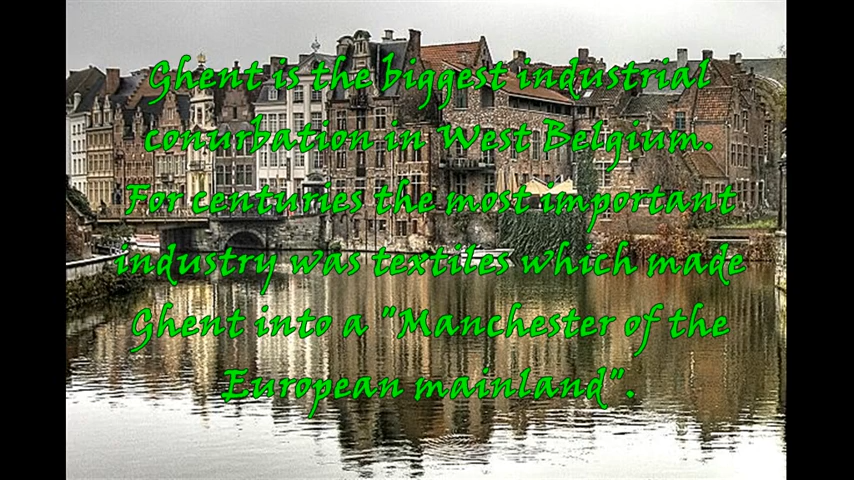 Ghent is the biggest industrial
conurbation in West Belgium.
For centuries the most important
industry was textiles which made
Ghent into a "Manchester of the
European mainland".